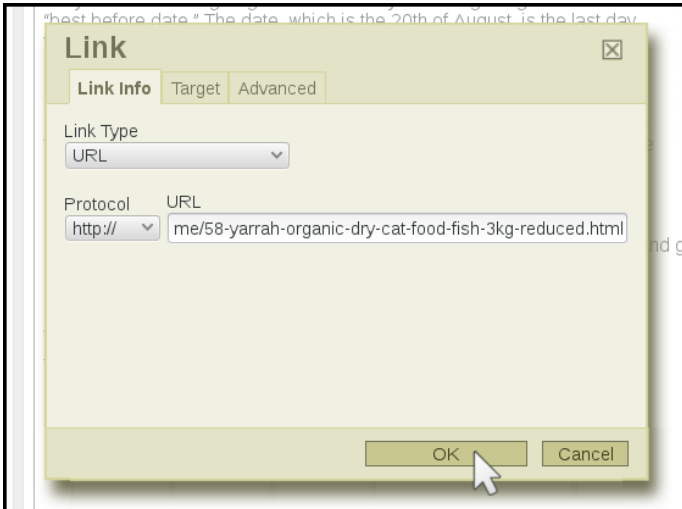 "best before date." The date, which is the 20th of August, is the last day
Link
Link Info Target Advanced
Link Type
URL
Protocol URL
http:// me/58-yarrah-organic-dry-cat-food-fish-3kg-reduced.html
nd g
OK Cancel